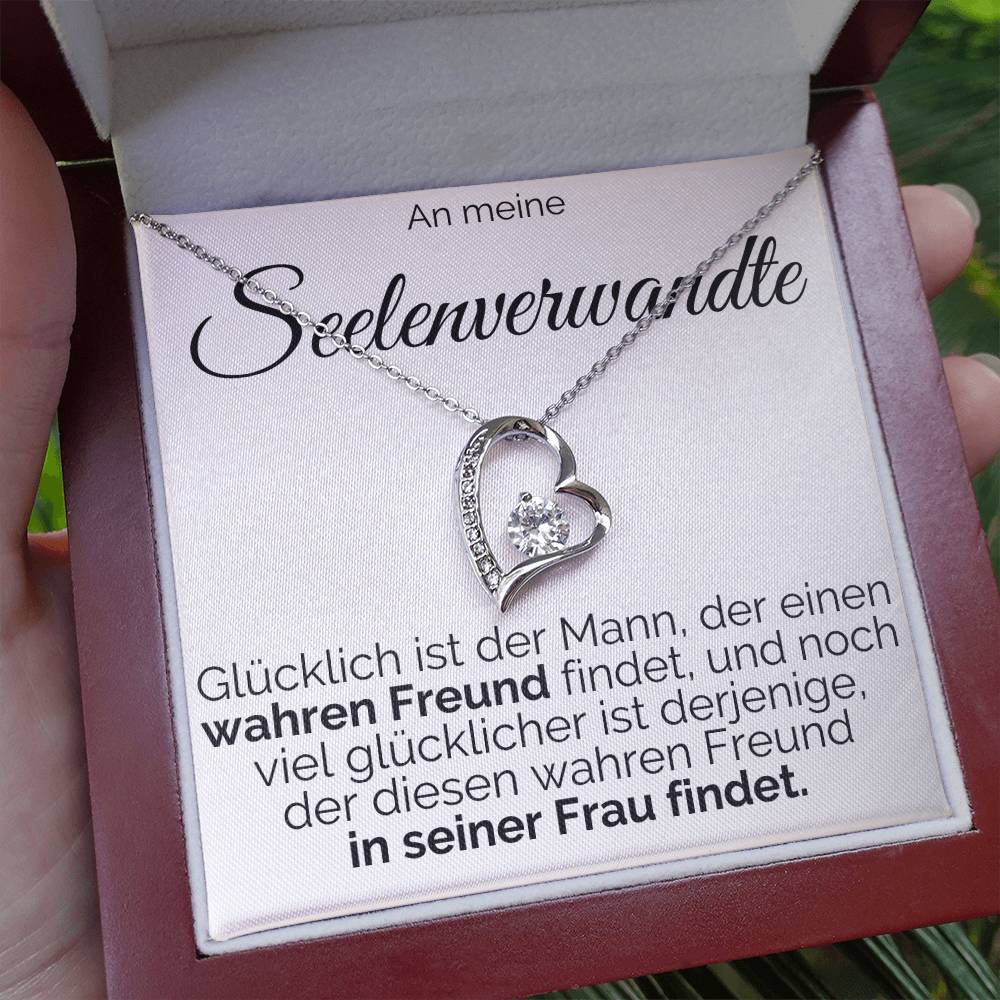 An meine
Seelenverwandte
Glücklich ist der Mann, der einen
wahren Freund findet, und noch
viel glücklicher ist derjenige,
der diesen wahren Freund
in seiner Frau findet.